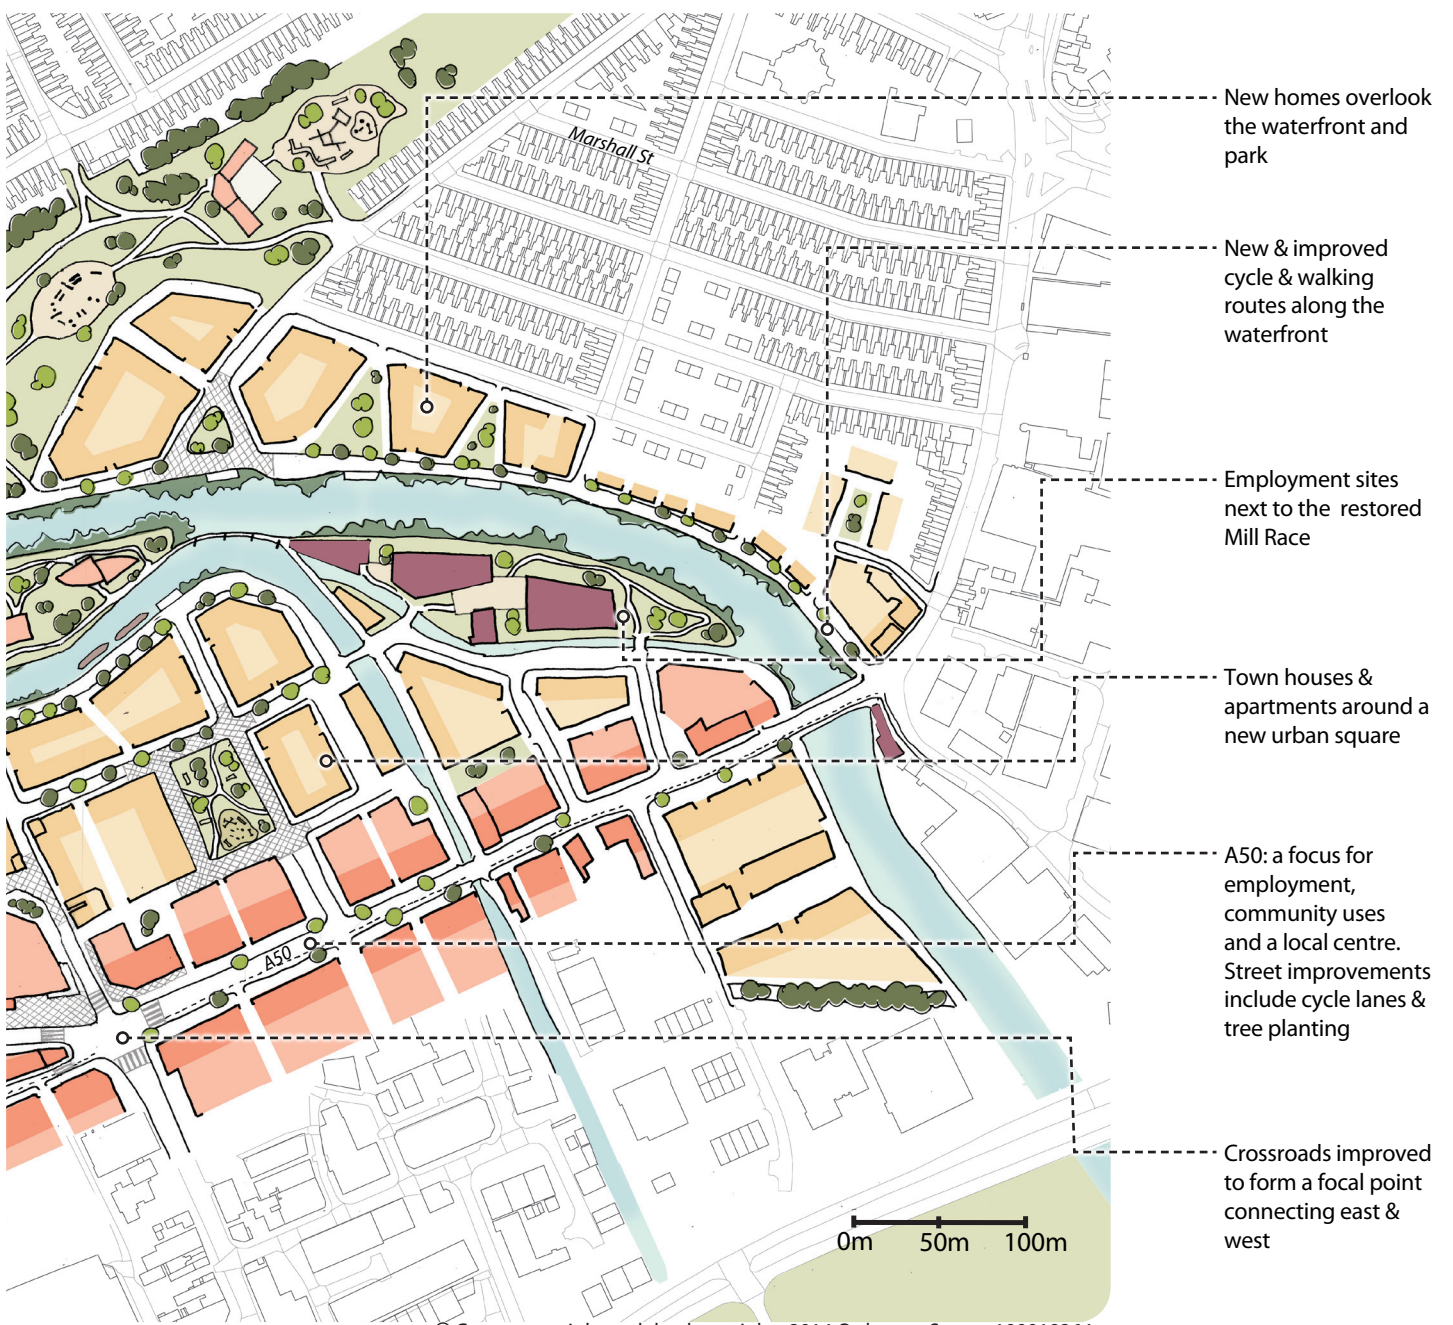 New homes overlook
the waterfront and
park
Marshall St
New & improved
cycle & walking
routes along the
waterfront
Employment sites
next to the restored
Mill Race
Town houses &
apartments around a
new urban square
A50: a focus for
employment,
community uses
and a local centre.
Street improvements
include cycle lanes &
tree planting
A50
Crossroads improved
to form a focal point
connecting east &
west
0m 50m 100m